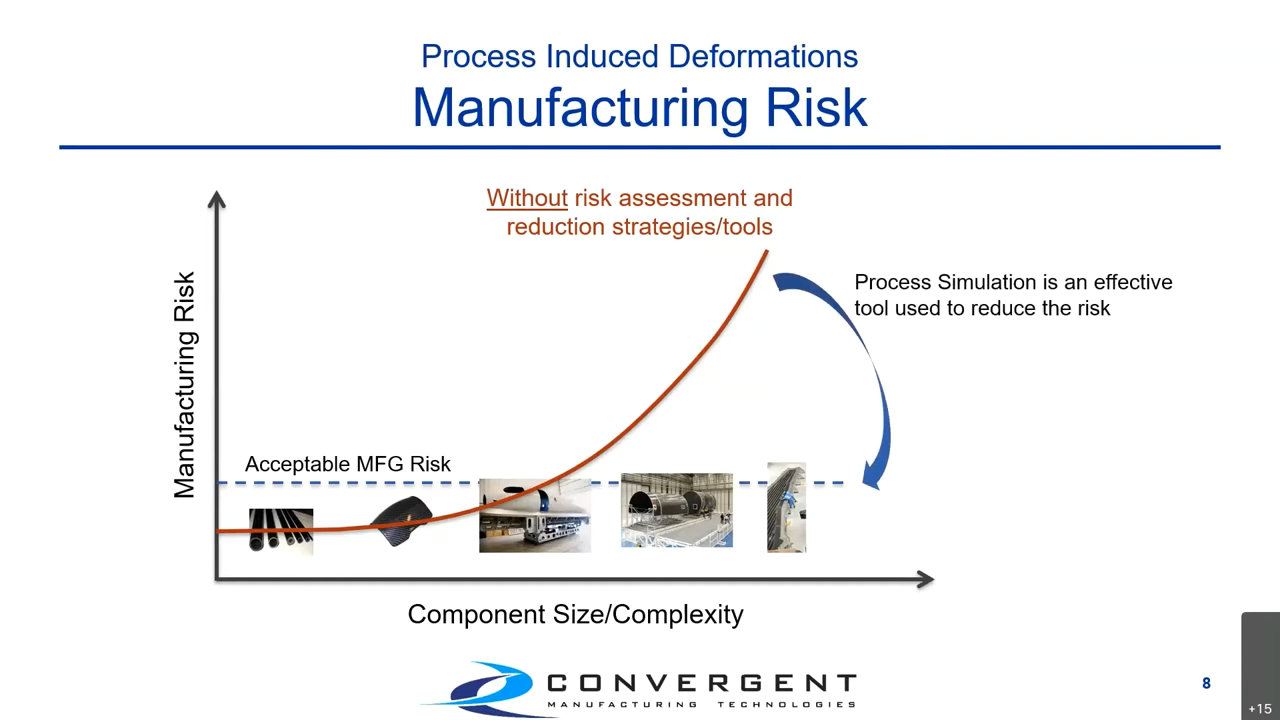 Process Induced Deformations
Manufacturing Risk
Without risk assessment and
reduction strategies/tools
Process Simulation is an effective
tool used to reduce the risk
Manufacturing Risk
Acceptable MFG Risk
Component Size/Complexity
CONVERGENT
MANUFACTURING TECHNOLOGIES
8
+15